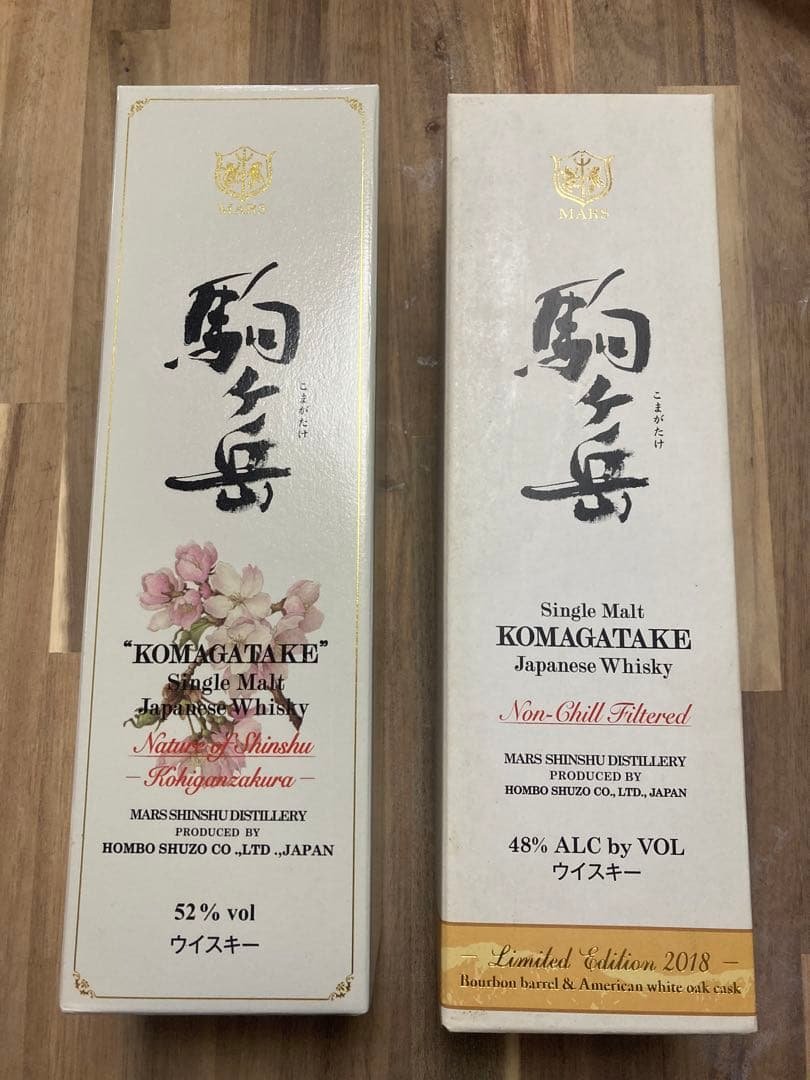 MARS
駒ヶ岳
こまがたけ
“KOMAGATAKE”
Single Malt
Japanese Whisky
Nature of Shinshu
— Kohiganzakura —
MARS SHINSHU DISTILLERY
PRODUCED BY
HOMBO SHUZO CO .,LTD .,JAPAN
52% vol
ウイスキー
MARS
駒ヶ岳
こまがたけ
Single Malt
KOMAGATAKE
Japanese Whisky
Non-Chill Filtered
MARS SHINSHU DISTILLERY
PRODUCED BY
HOMBO SHUZO CO., LTD., JAPAN
48% ALC by VOL
ウイスキー
— Limited Edition 2018 —
Bourbon barrel & American white oak cask